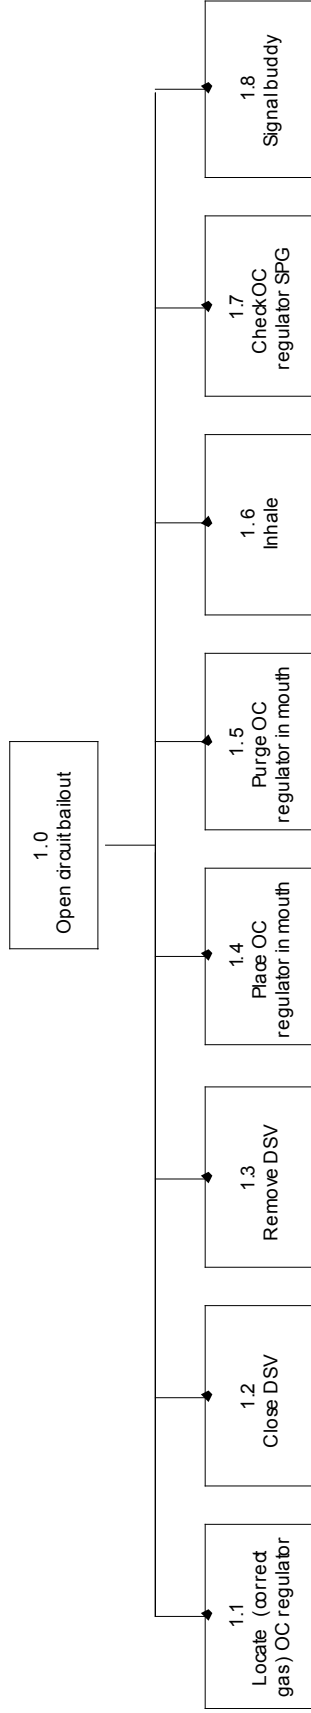 1.0
Open circuit bailout
1.1
Locate (correct
gas) OC regulator
1.2
Close DSV
1.3
Remove DSV
1.4
Place OC
regulator in mouth
1.5
Purge OC
regulator in mouth
1.6
Inhale
1.7
Check OC
regulator SPG
1.8
Signal buddy